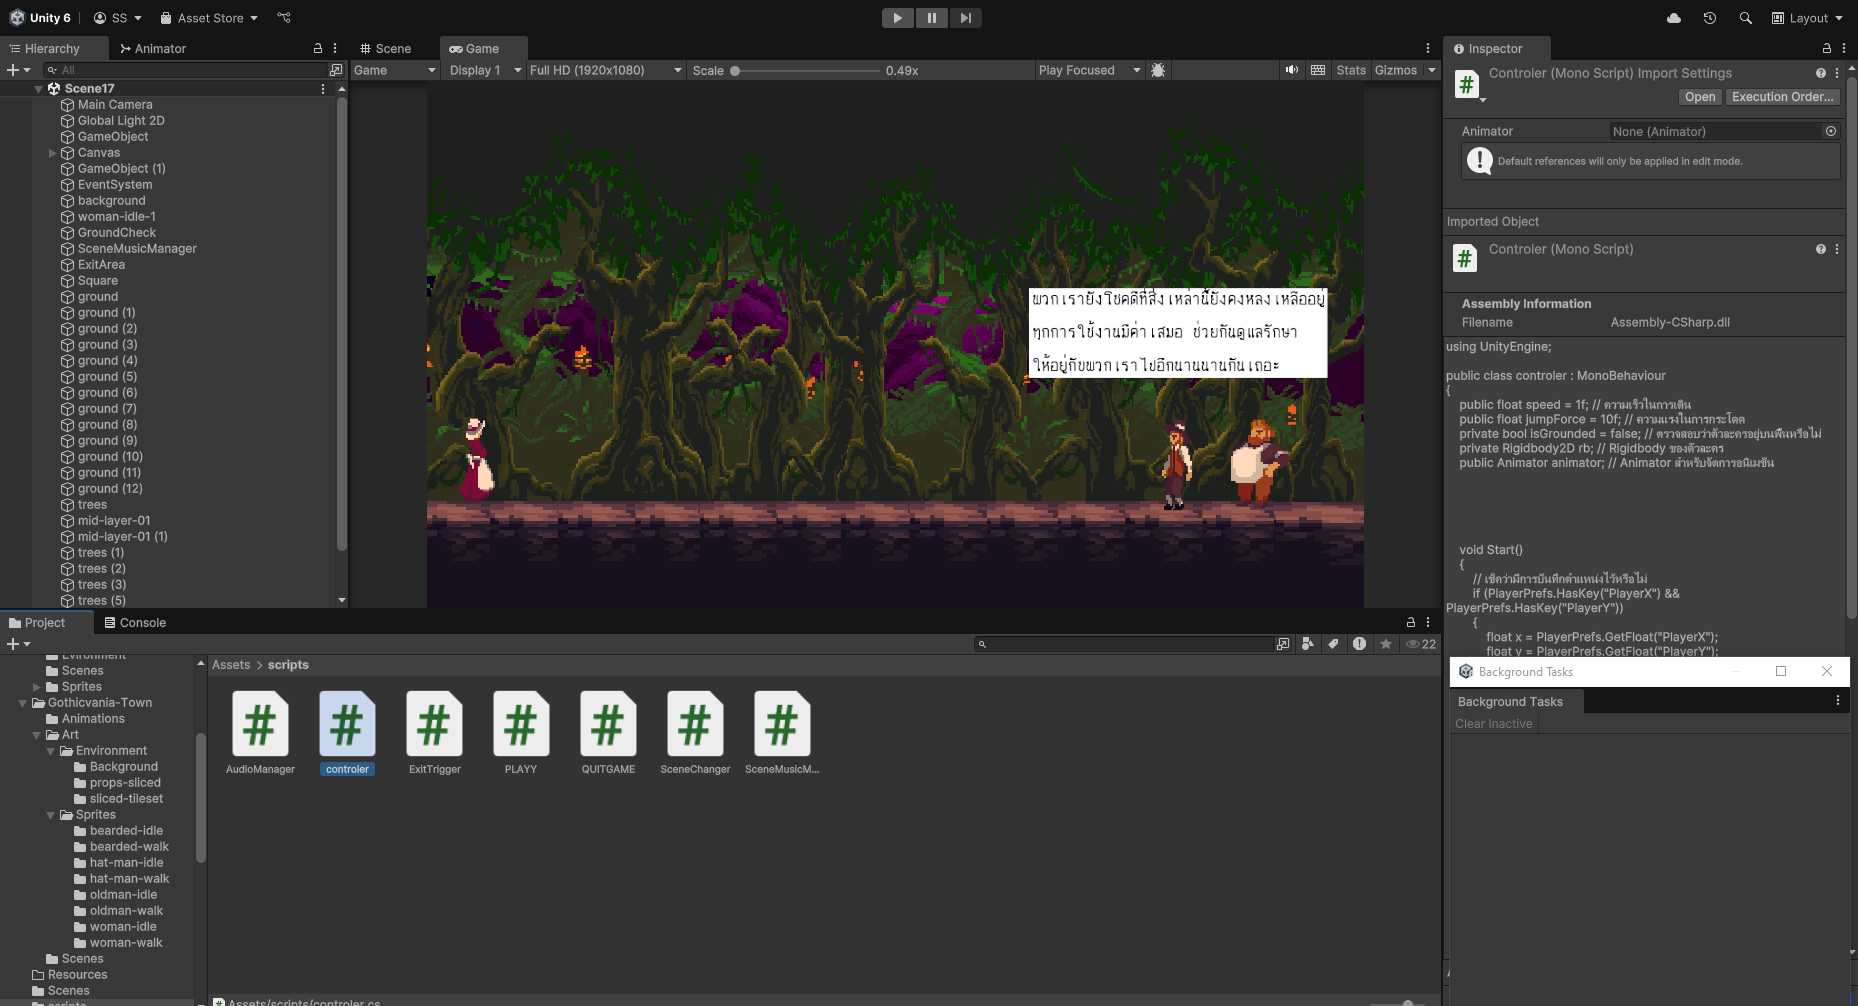 Unity 6
SS
Asset Store
Layout
Hierarchy
Animator
Scene
Game
Inspector
All
Game
Display 1
Full HD (1920x1080)
Scale
0.49x
Play Focused
Stats
Gizmos
Scene17
Main Camera
Global Light 2D
GameObject
Canvas
GameObject (1)
EventSystem
background
woman-idle-1
GroundCheck
SceneMusicManager
ExitArea
Square
ground
ground (1)
ground (2)
ground (3)
ground (4)
ground (5)
ground (6)
ground (7)
ground (8)
ground (9)
ground (10)
ground (11)
ground (12)
trees
mid-layer-01
mid-layer-01 (1)
trees (1)
trees (2)
trees (3)
trees (5)
พวกเรายังโชคดีที่สิ่งเหล่านี้ยังคงหลงเหลืออยู่
ทุกการใช้งานมีค่าเสมอ ช่วยกันดูแลรักษา
ให้อยู่กับพวกเราไปอีกนานนานกันเถอะ
Controler (Mono Script) Import Settings
Open
Execution Order...
Animator
None (Animator)
Default references will only be applied in edit mode.
Imported Object
Controler (Mono Script)
Assembly Information
Filename
Assembly-CSharp.dll
using UnityEngine;
public class controler : MonoBehaviour
{
public float speed = 1f; // ความเร็วในการเดิน
public float jumpForce = 10f; // ความแรงในการกระโดด
private bool isGrounded = false; // ตรวจสอบว่าตัวละครอยู่บนพื้นหรือไม่
private Rigidbody2D rb; // Rigidbody ของตัวละคร
public Animator animator; // Animator สำหรับจัดการอนิเมชัน
void Start()
{
// เช็คว่ามีการบันทึกตำแหน่งไว้หรือไม่
if (PlayerPrefs.HasKey("PlayerX") &&
PlayerPrefs.HasKey("PlayerY"))
{
float x = PlayerPrefs.GetFloat("PlayerX");
float y = PlayerPrefs.GetFloat("PlayerY");
Background Tasks
Background Tasks
Clear Inactive
Project
Console
22
Evironment
Scenes
Sprites
Gothicvania-Town
Animations
Art
Environment
Background
props-sliced
sliced-tileset
Sprites
bearded-idle
bearded-walk
hat-man-idle
hat-man-walk
oldman-idle
oldman-walk
woman-idle
woman-walk
Scenes
Resources
Scenes
scripts
Assets > scripts
AudioManager
controler
ExitTrigger
PLAYY
QUITGAME
SceneChanger
SceneMusicM...
Assets/scripts/controler.cs